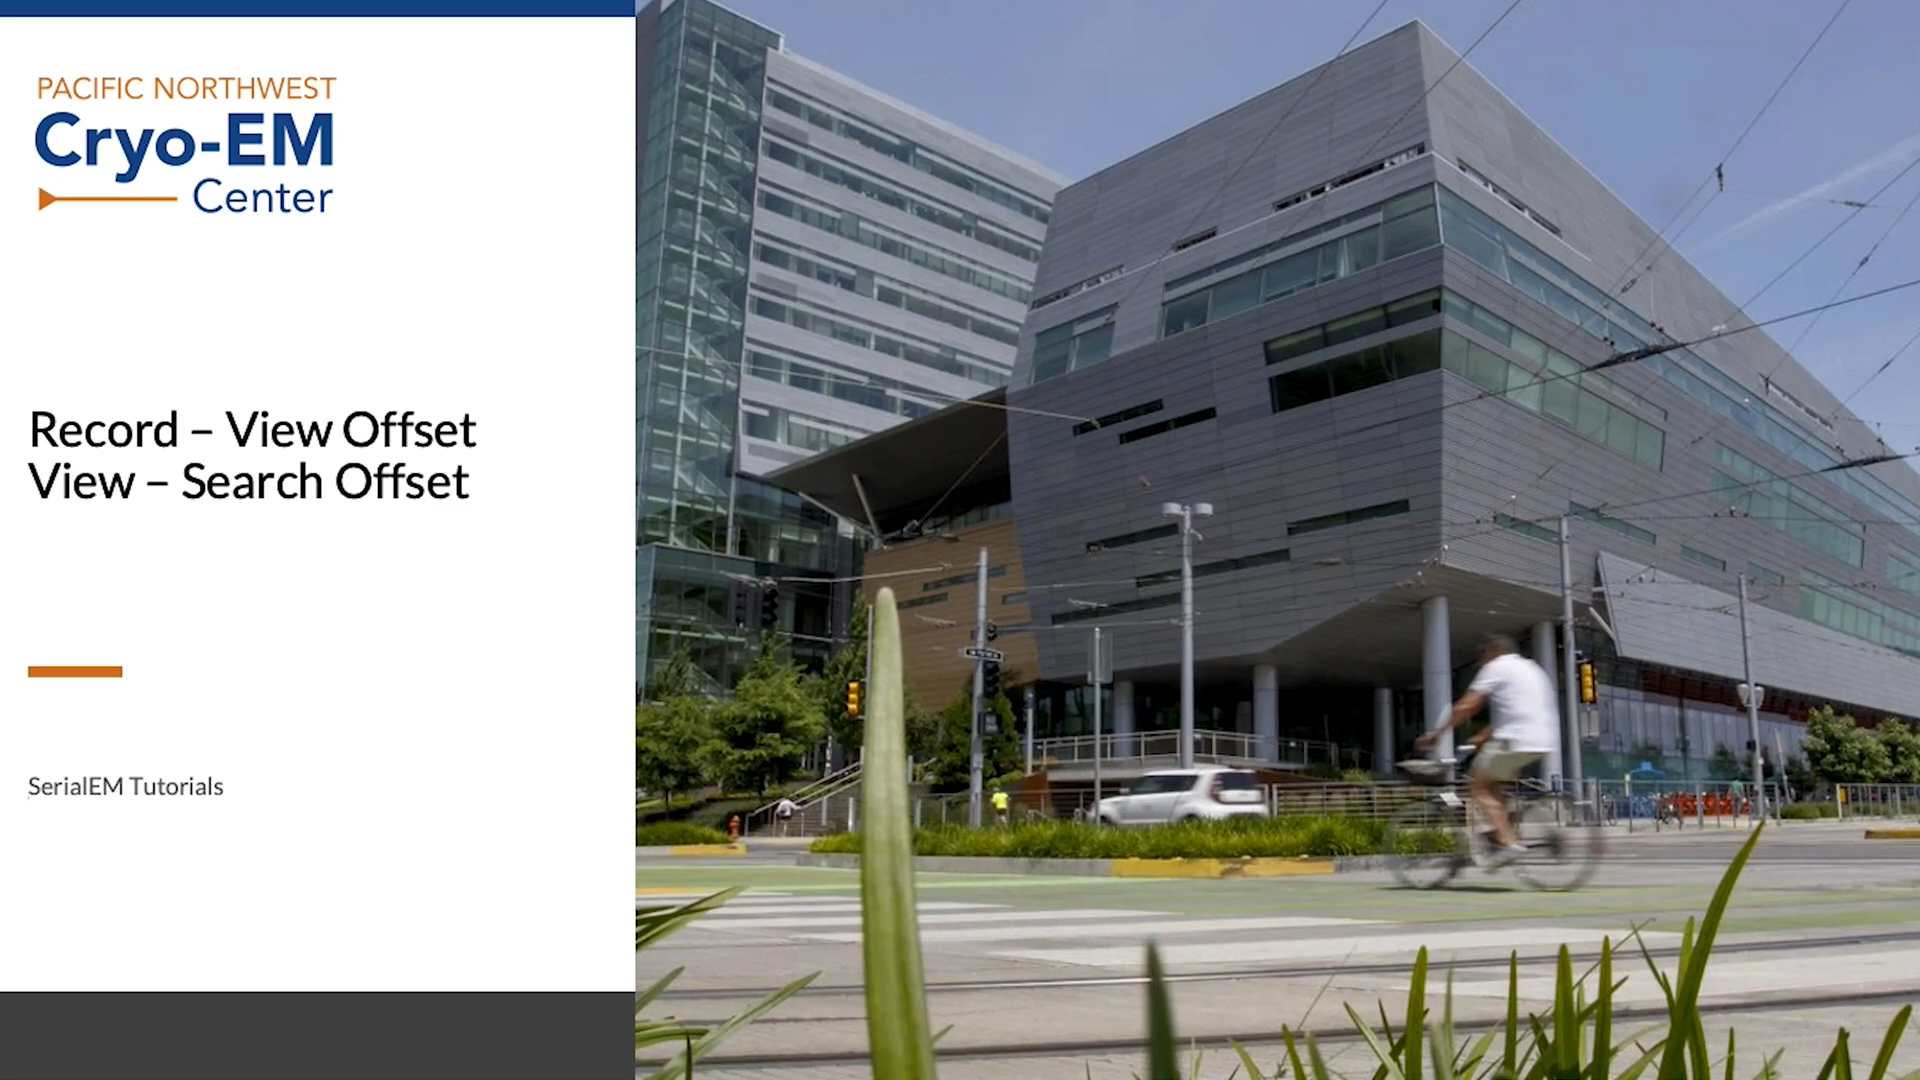 PACIFIC NORTHWEST
Cryo-EM
Center
Record – View Offset
View – Search Offset
SerialEM Tutorials